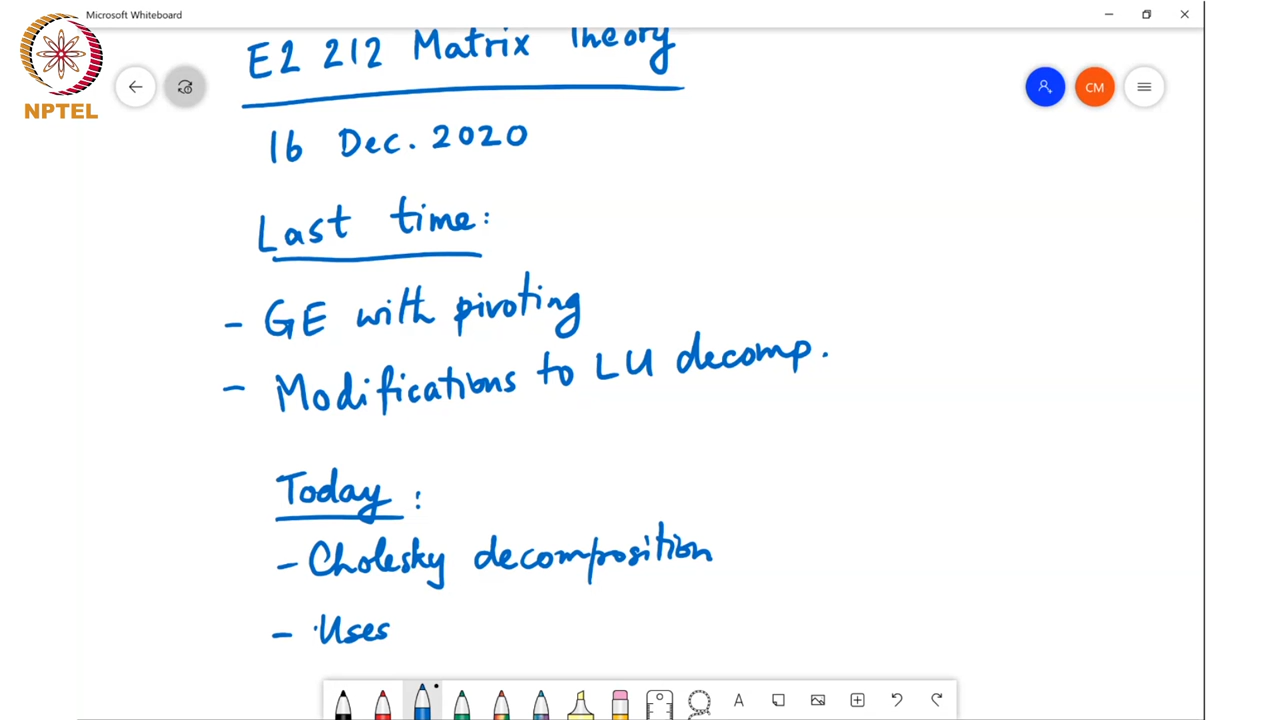 Microsoft Whiteboard
NPTEL
CM
E2 212 Matrix Theory
16 Dec. 2020
Last time:
- GE with pivoting
- Modifications to LU decomp.
Today:
- Cholesky decomposition
- Uses
A